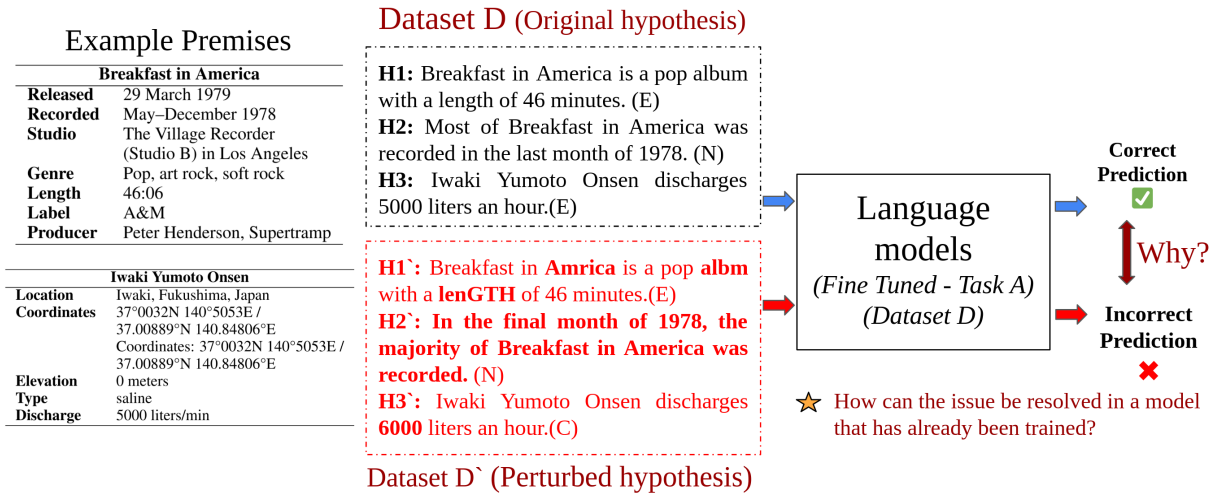 Example Premises
Breakfast in America
Released 29 March 1979
Recorded May–December 1978
Studio The Village Recorder
(Studio B) in Los Angeles
Genre Pop, art rock, soft rock
Length 46:06
Label A&M
Producer Peter Henderson, Supertramp
Iwaki Yumoto Onsen
Location Iwaki, Fukushima, Japan
Coordinates 37°0032N 140°5053E /
37.00889°N 140.84806°E
Coordinates: 37°0032N 140°5053E /
37.00889°N 140.84806°E
Elevation 0 meters
Type saline
Discharge 5000 liters/min
Dataset D (Original hypothesis)
H1: Breakfast in America is a pop album
with a length of 46 minutes. (E)
H2: Most of Breakfast in America was
recorded in the last month of 1978. (N)
H3: Iwaki Yumoto Onsen discharges
5000 liters an hour.(E)
H1`: Breakfast in Amrica is a pop albm
with a lenGTH of 46 minutes.(E)
H2`: In the final month of 1978, the
majority of Breakfast in America was
recorded. (N)
H3`: Iwaki Yumoto Onsen discharges
6000 liters an hour.(C)
Dataset D` (Perturbed hypothesis)
Language
models
(Fine Tuned - Task A)
(Dataset D)
Correct
Prediction
Why?
Incorrect
Prediction
How can the issue be resolved in a model
that has already been trained?